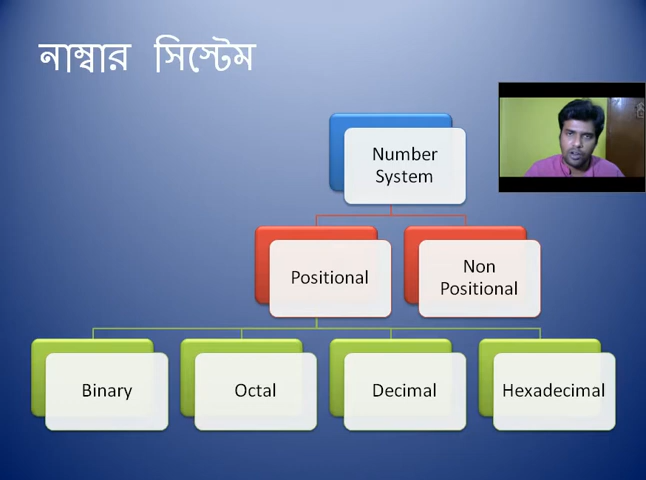 নাম্বার সিস্টেম
Number
System
Positional
Non
Positional
Binary
Octal
Decimal
Hexadecimal